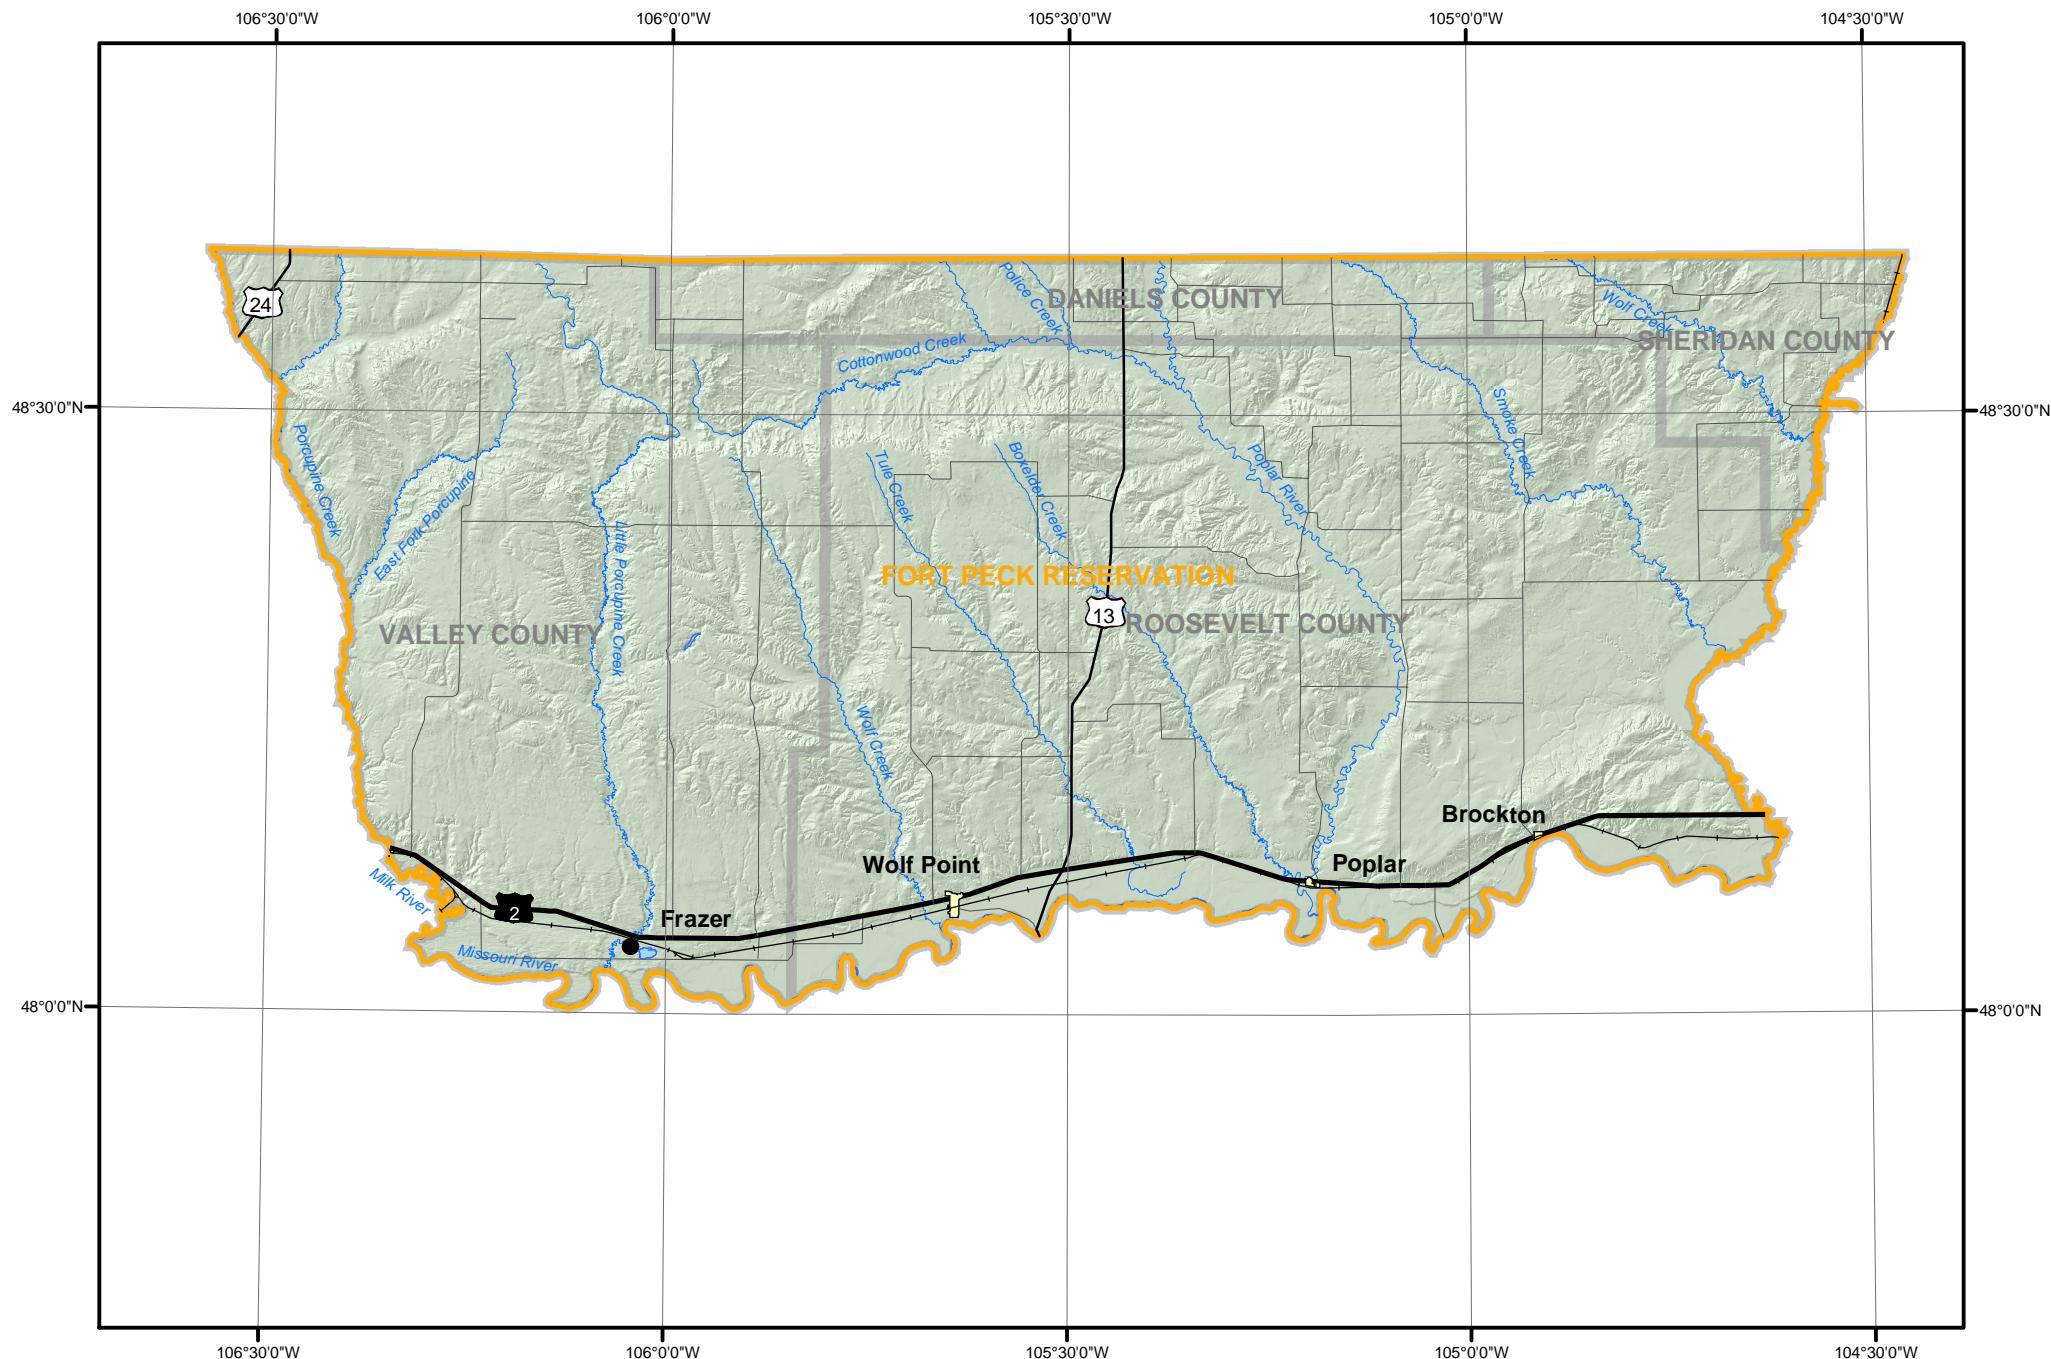 106°30'0"W
106°0'0"W
105°30'0"W
105°0'0"W
104°30'0"W
24
Police Creek
DANIELS COUNTY
Wolf Creek
SHERIDAN COUNTY
Cottonwood Creek
48°30'0"N
48°30'0"N
Porcupine Creek
East Fork Porcupine
Little Porcupine Creek
Tule Creek
Boxelder Creek
Poplar River
Smoke Creek
FORT PECK RESERVATION
13
ROOSEVELT COUNTY
VALLEY COUNTY
Wolf Creek
Brockton
Wolf Point
Poplar
Milk River
2
Frazer
Missouri River
48°0'0"N
48°0'0"N
106°30'0"W
106°0'0"W
105°30'0"W
105°0'0"W
104°30'0"W